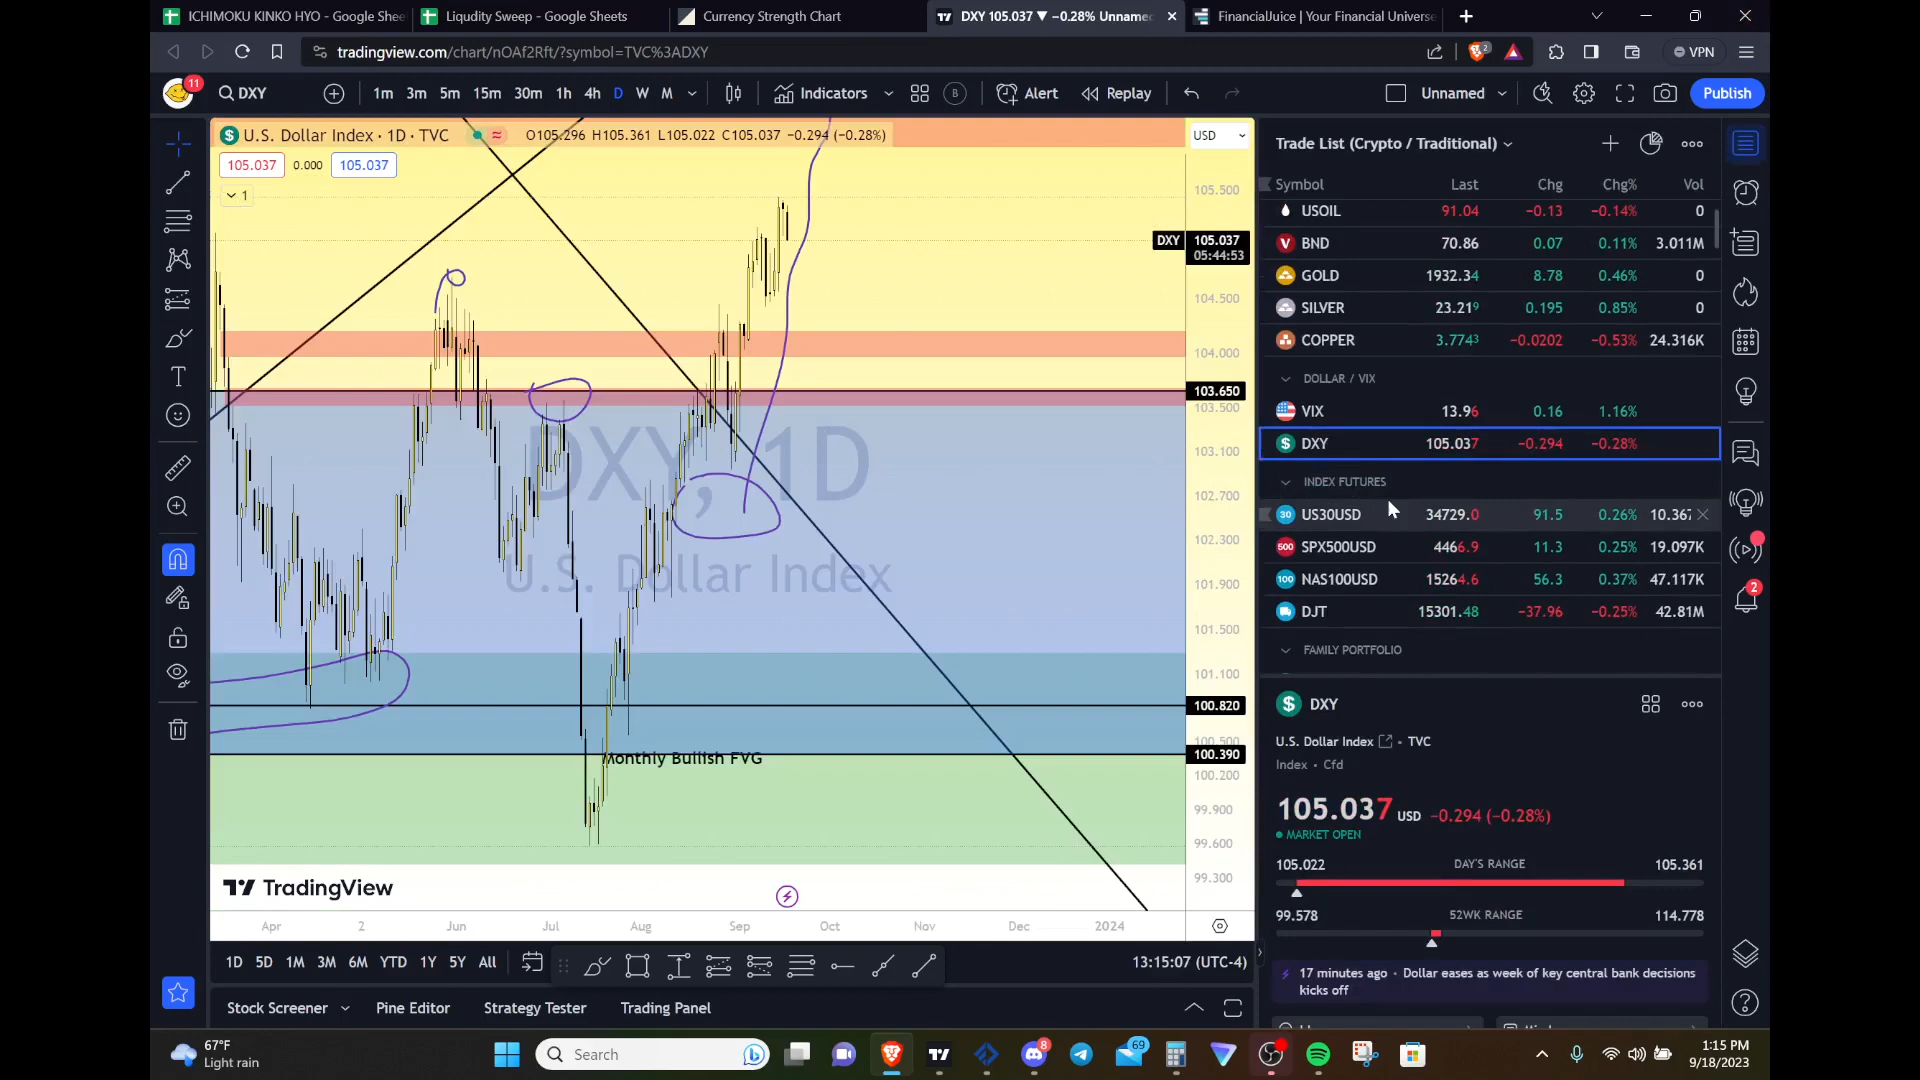 ICHIMOKU KINKO HYO - Google Shee
Liqudity Sweep - Google Sheets
Currency Strength Chart
DXY 105.037 ▼ −0.28% Unname
FinancialJuice | Your Financial Universe
tradingview.com/chart/nOAf2Rft/?symbol=TVC%3ADXY
2
VPN
11
DXY
1m 3m 5m 15m 30m 1h 4h D W M
Indicators
B
Alert
Replay
Unnamed
Publish
U.S. Dollar Index · 1D · TVC
O105.296 H105.361 L105.022 C105.037 −0.294 (−0.28%)
USD
105.037 0.000 105.037
1
105.500
DXY 105.037
05:44:53
104.500
104.000
103.650
103.500
103.100
102.700
102.300
101.900
101.500
101.100
100.820
100.500
100.390
100.200
99.900
99.600
99.300
DXY, 1D
U.S. Dollar Index
Monthly Bullish FVG
TradingView
Apr 2 Jun Jul Aug Sep Oct Nov Dec 2024
1D 5D 1M 3M 6M YTD 1Y 5Y All
13:15:07 (UTC-4)
Stock Screener
Pine Editor
Strategy Tester
Trading Panel
Trade List (Crypto / Traditional)
Symbol Last Chg Chg% Vol
USOIL 91.04 −0.13 −0.14% 0
V BND 70.86 0.07 0.11% 3.011M
GOLD 1932.34 8.78 0.46% 0
SILVER 23.219 0.195 0.85% 0
COPPER 3.7743 −0.0202 −0.53% 24.316K
DOLLAR / VIX
VIX 13.96 0.16 1.16%
$ DXY 105.037 −0.294 −0.28%
INDEX FUTURES
30 US30USD 34729.0 91.5 0.26% 10.367
500 SPX500USD 4466.9 11.3 0.25% 19.097K
100 NAS100USD 15264.6 56.3 0.37% 47.117K
DJT 15301.48 −37.96 −0.25% 42.81M
FAMILY PORTFOLIO
$ DXY
U.S. Dollar Index · TVC
Index · Cfd
105.037 USD −0.294 (−0.28%)
MARKET OPEN
105.022 DAY'S RANGE 105.361
99.578 52WK RANGE 114.778
17 minutes ago · Dollar eases as week of key central bank decisions
kicks off
2
67°F
Light rain
Search
8
69
1:15 PM
9/18/2023